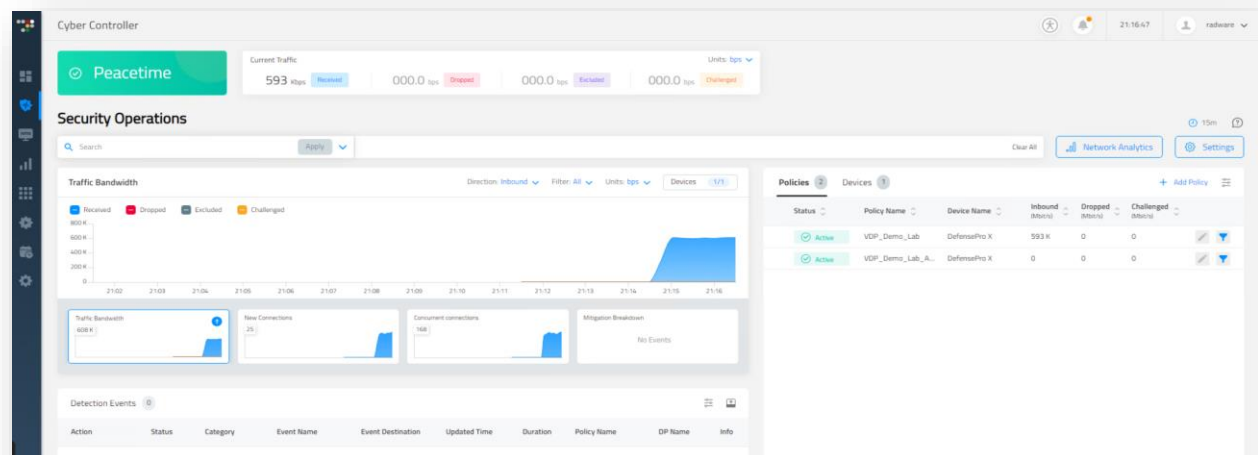 Cyber Controller
21:16:47
radware
Peacetime
Current Traffic
Units: bps
593 Kbps Received
000.0 bps Dropped
000.0 bps Excluded
000.0 bps Challenged
Security Operations
15m
Search
Apply
Clear All
Network Analytics
Settings
Traffic Bandwidth
Direction: Inbound
Filter: All
Units: bps
Devices 1/1
Received
Dropped
Excluded
Challenged
800 K
600 K
400 K
200 K
0
21:02 21:03 21:04 21:05 21:06 21:07 21:08 21:09 21:10 21:11 21:12 21:13 21:14 21:15 21:16
Traffic Bandwidth
608 K
New Connections
25
Concurrent connections
168
Mitigation Breakdown
No Events
Policies 2
Devices 1
+ Add Policy
Status Policy Name Device Name Inbound (Mbit/s) Dropped (Mbit/s) Challenged (Mbit/s)
Active VDP_Demo_Lab DefensePro X 593 K 0 0
Active VDP_Demo_Lab_A... DefensePro X 0 0 0
Detection Events 0
Action Status Category Event Name Event Destination Updated Time Duration Policy Name DP Name Info